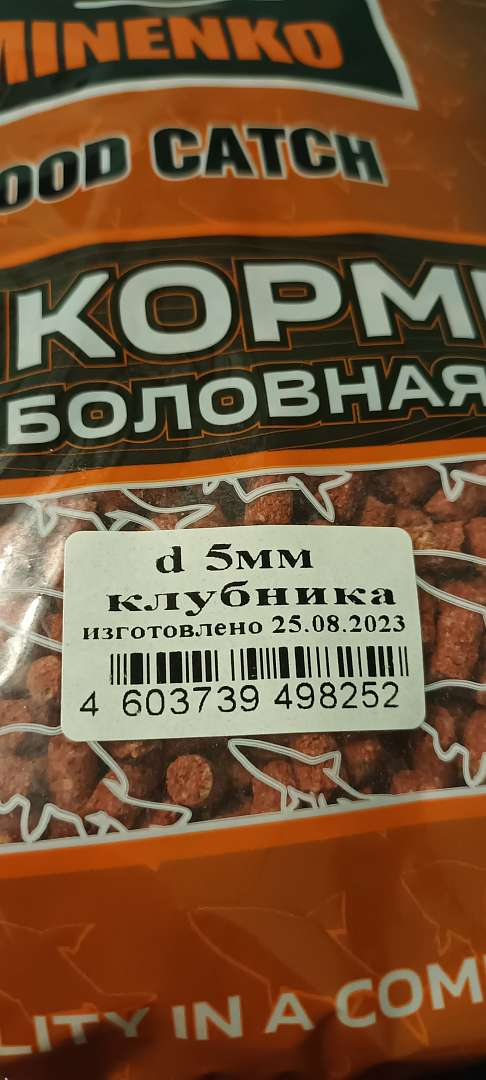 MINENKO
OOD CATCH
КОРМ
БОЛОВНАЯ
d 5мм
клубника
изготовлено 25.08.2023
4 603739 498252
LITY IN A COM